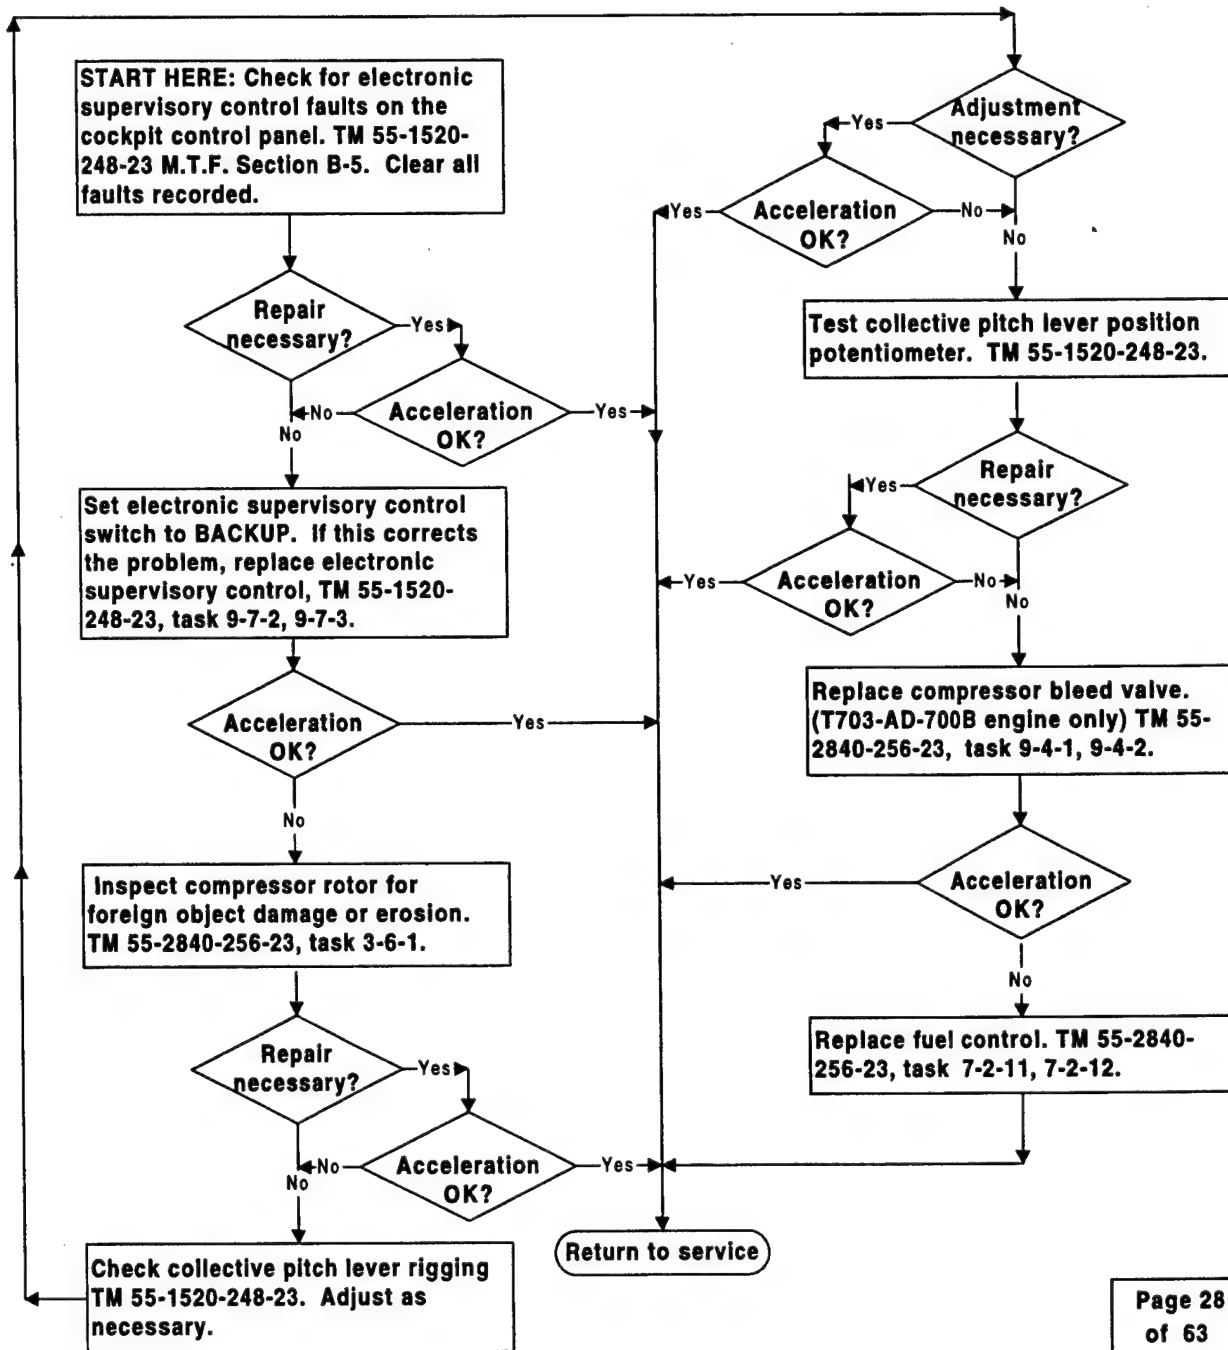 START HERE: Check for electronic
supervisory control faults on the
cockpit control panel. TM 55-1520-
248-23 M.T.F. Section B-5. Clear all
faults recorded.
Repair
necessary?
Yes
No
Acceleration
OK?
Yes
No
Set electronic supervisory control
switch to BACKUP. If this corrects
the problem, replace electronic
supervisory control, TM 55-1520-
248-23, task 9-7-2, 9-7-3.
Acceleration
OK?
Yes
No
Inspect compressor rotor for
foreign object damage or erosion.
TM 55-2840-256-23, task 3-6-1.
Repair
necessary?
Yes
No
Acceleration
OK?
Yes
No
Check collective pitch lever rigging
TM 55-1520-248-23. Adjust as
necessary.
Adjustment
necessary?
Yes
Yes
Acceleration
OK?
No
No
Test collective pitch lever position
potentiometer. TM 55-1520-248-23.
Repair
necessary?
Yes
Yes
Acceleration
OK?
No
No
Replace compressor bleed valve.
(T703-AD-700B engine only) TM 55-
2840-256-23, task 9-4-1, 9-4-2.
Acceleration
OK?
Yes
No
Replace fuel control. TM 55-2840-
256-23, task 7-2-11, 7-2-12.
Return to service
Page 28
of 63